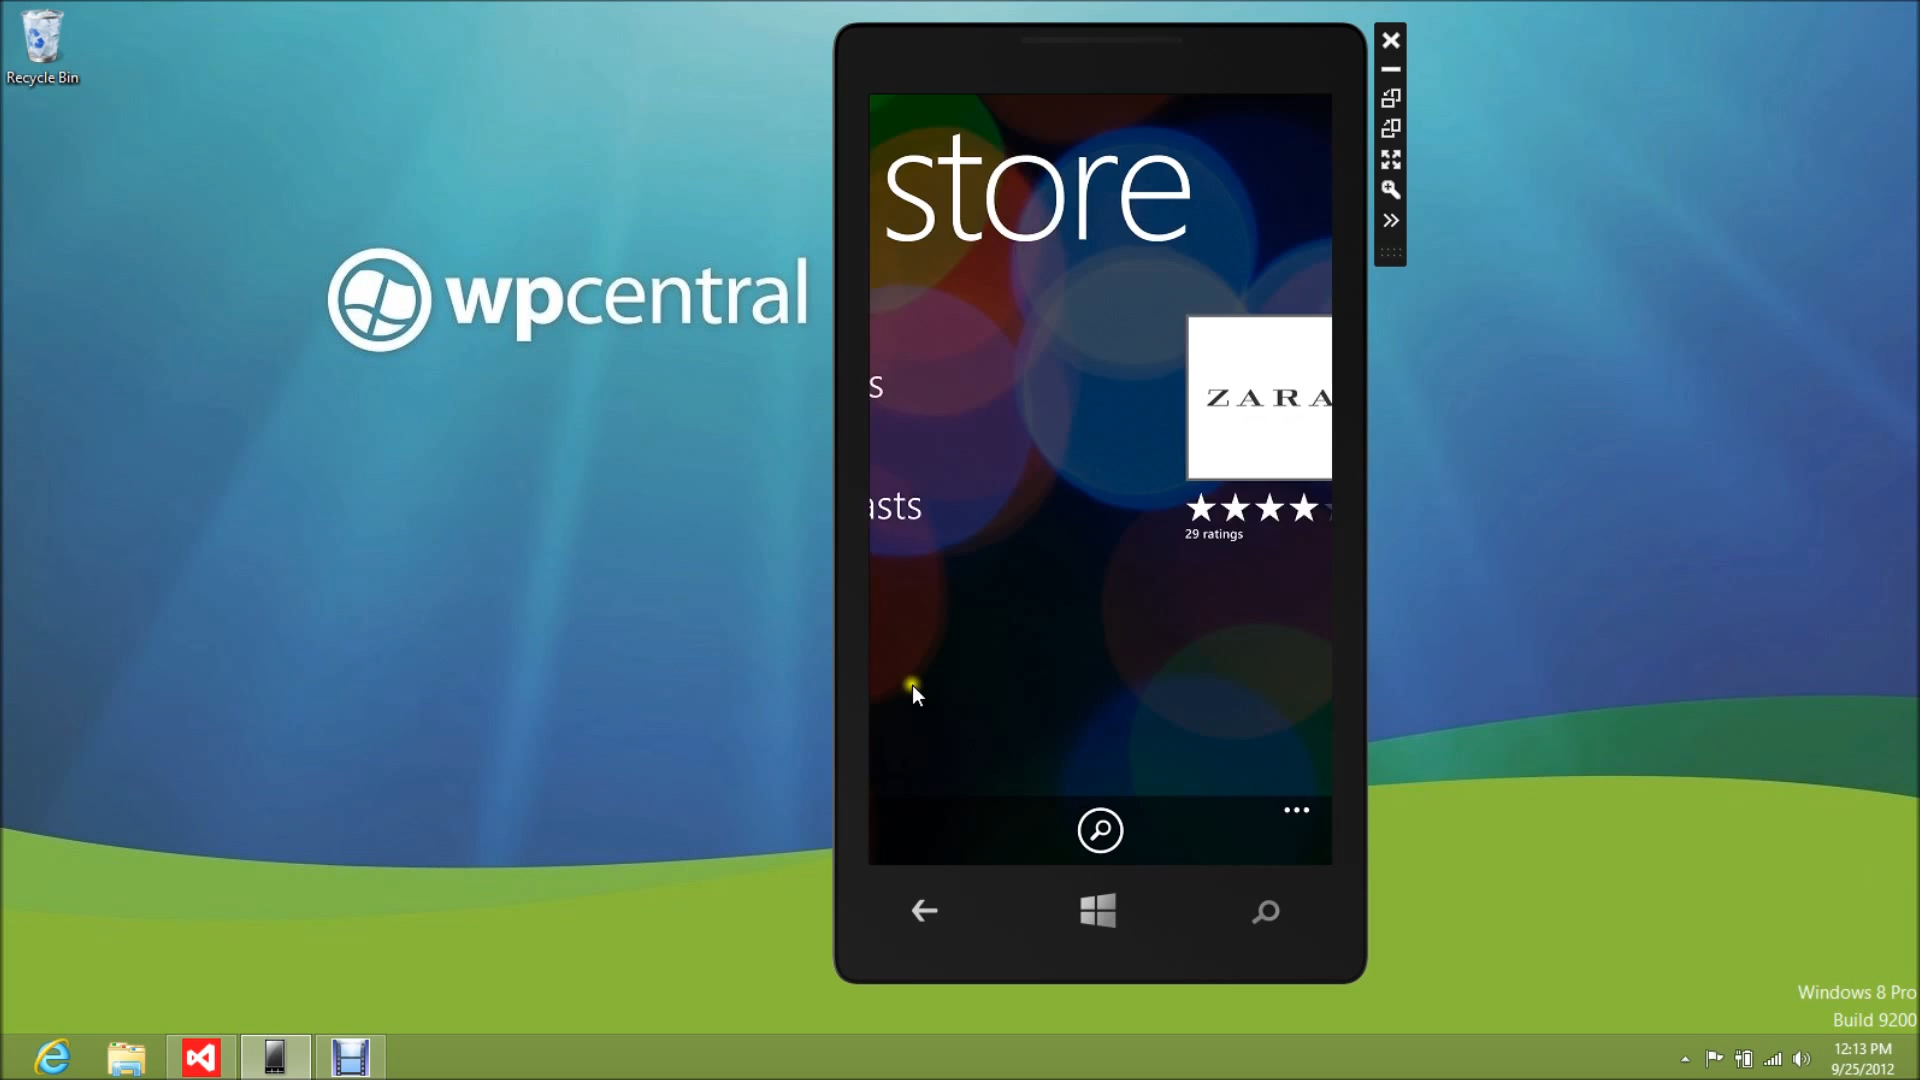 Recycle Bin
wpcentral
store
s
asts
ZARA
29 ratings
Windows 8 Pro
Build 9200
12:13 PM
9/25/2012